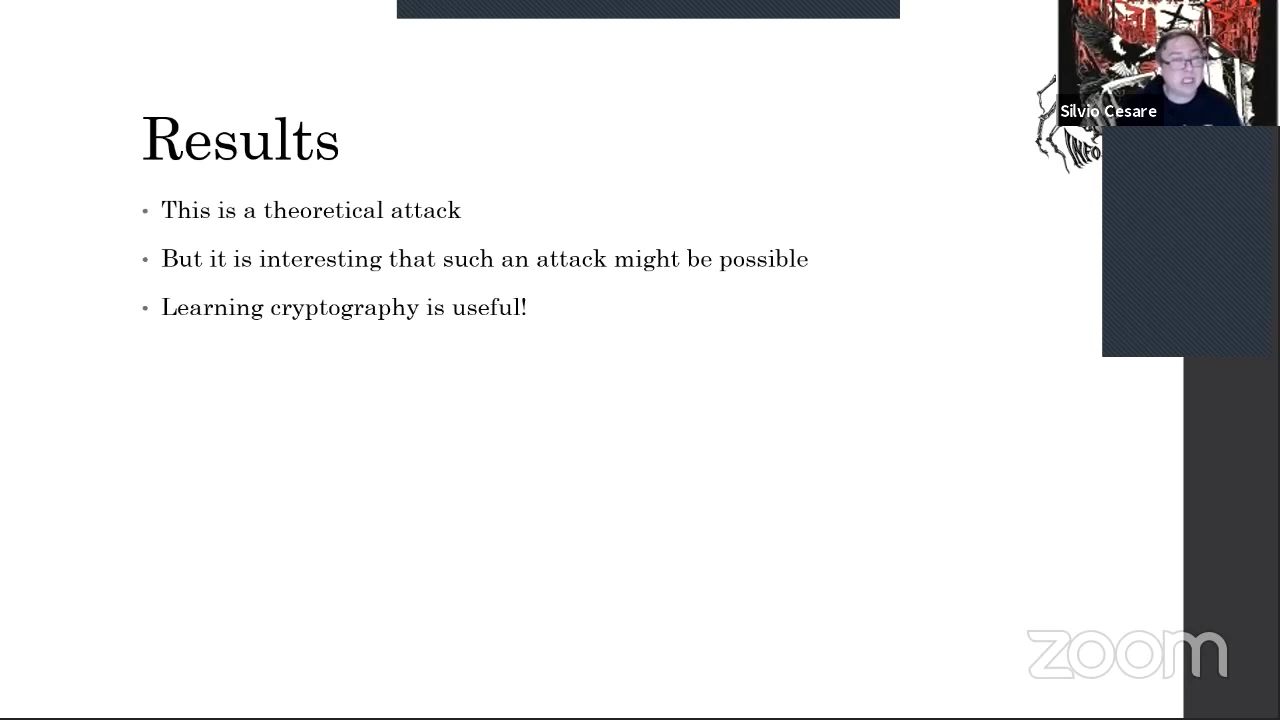 Silvio Cesare
INFO
Results
• This is a theoretical attack
• But it is interesting that such an attack might be possible
• Learning cryptography is useful!
zoom